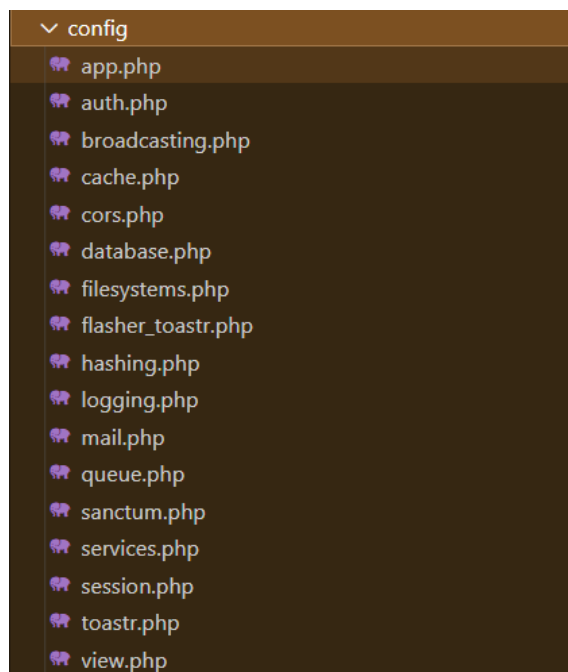 config
app.php
auth.php
broadcasting.php
cache.php
cors.php
database.php
filesystems.php
flasher_toastr.php
hashing.php
logging.php
mail.php
queue.php
sanctum.php
services.php
session.php
toastr.php
view.php